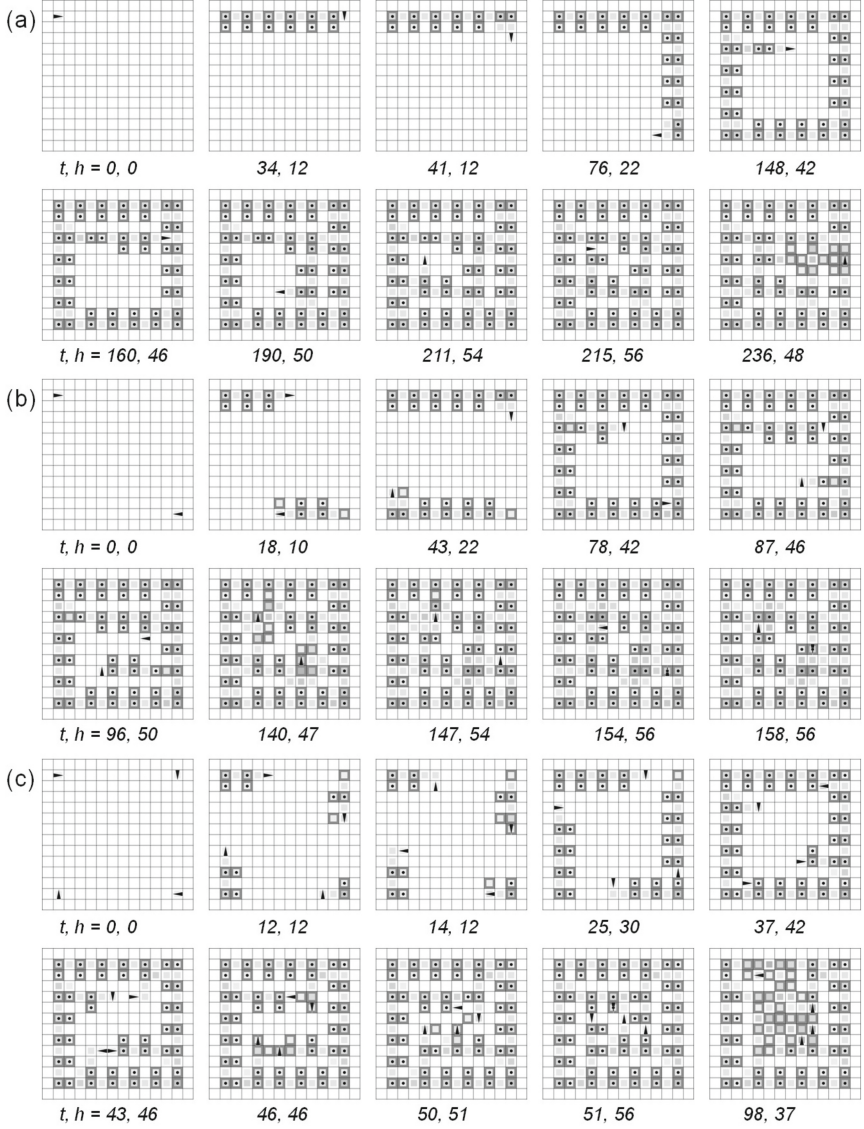 (a)
t, h = 0, 0 34, 12 41, 12 76, 22 148, 42
t, h = 160, 46 190, 50 211, 54 215, 56 236, 48
(b)
t, h = 0, 0 18, 10 43, 22 78, 42 87, 46
t, h = 96, 50 140, 47 147, 54 154, 56 158, 56
(c)
t, h = 0, 0 12, 12 14, 12 25, 30 37, 42
t, h = 43, 46 46, 46 50, 51 51, 56 98, 37